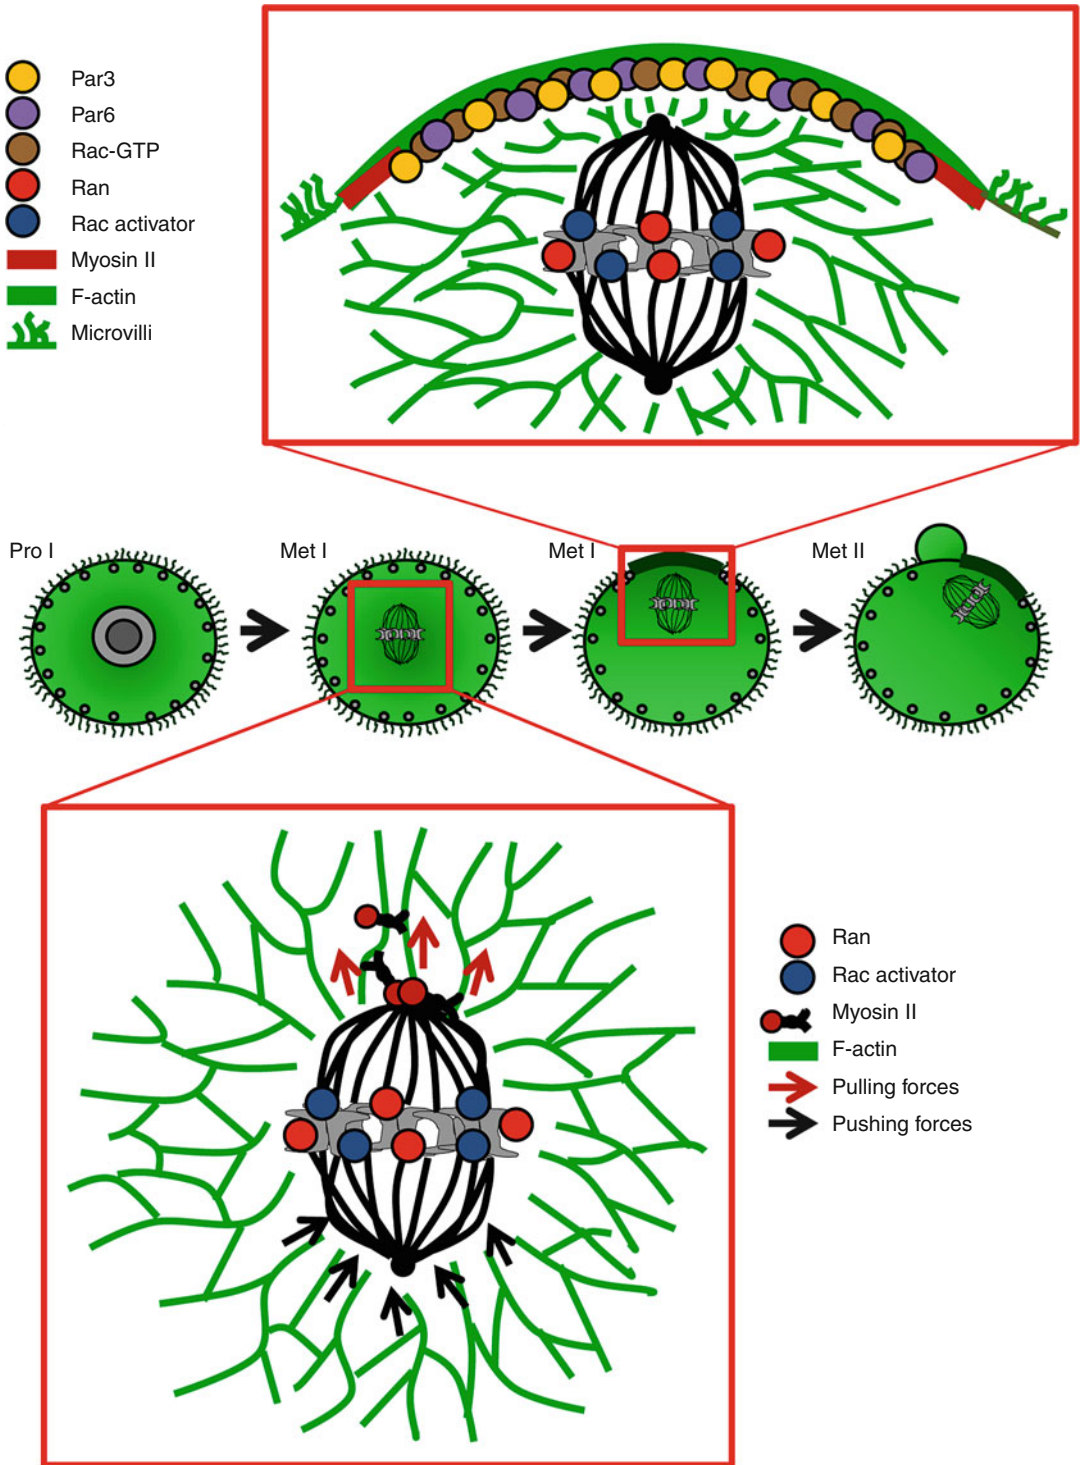 Par3
Par6
Rac-GTP
Ran
Rac activator
Myosin II
F-actin
Microvilli
Pro I
Met I
Met I
Met II
Ran
Rac activator
Myosin II
F-actin
Pulling forces
Pushing forces